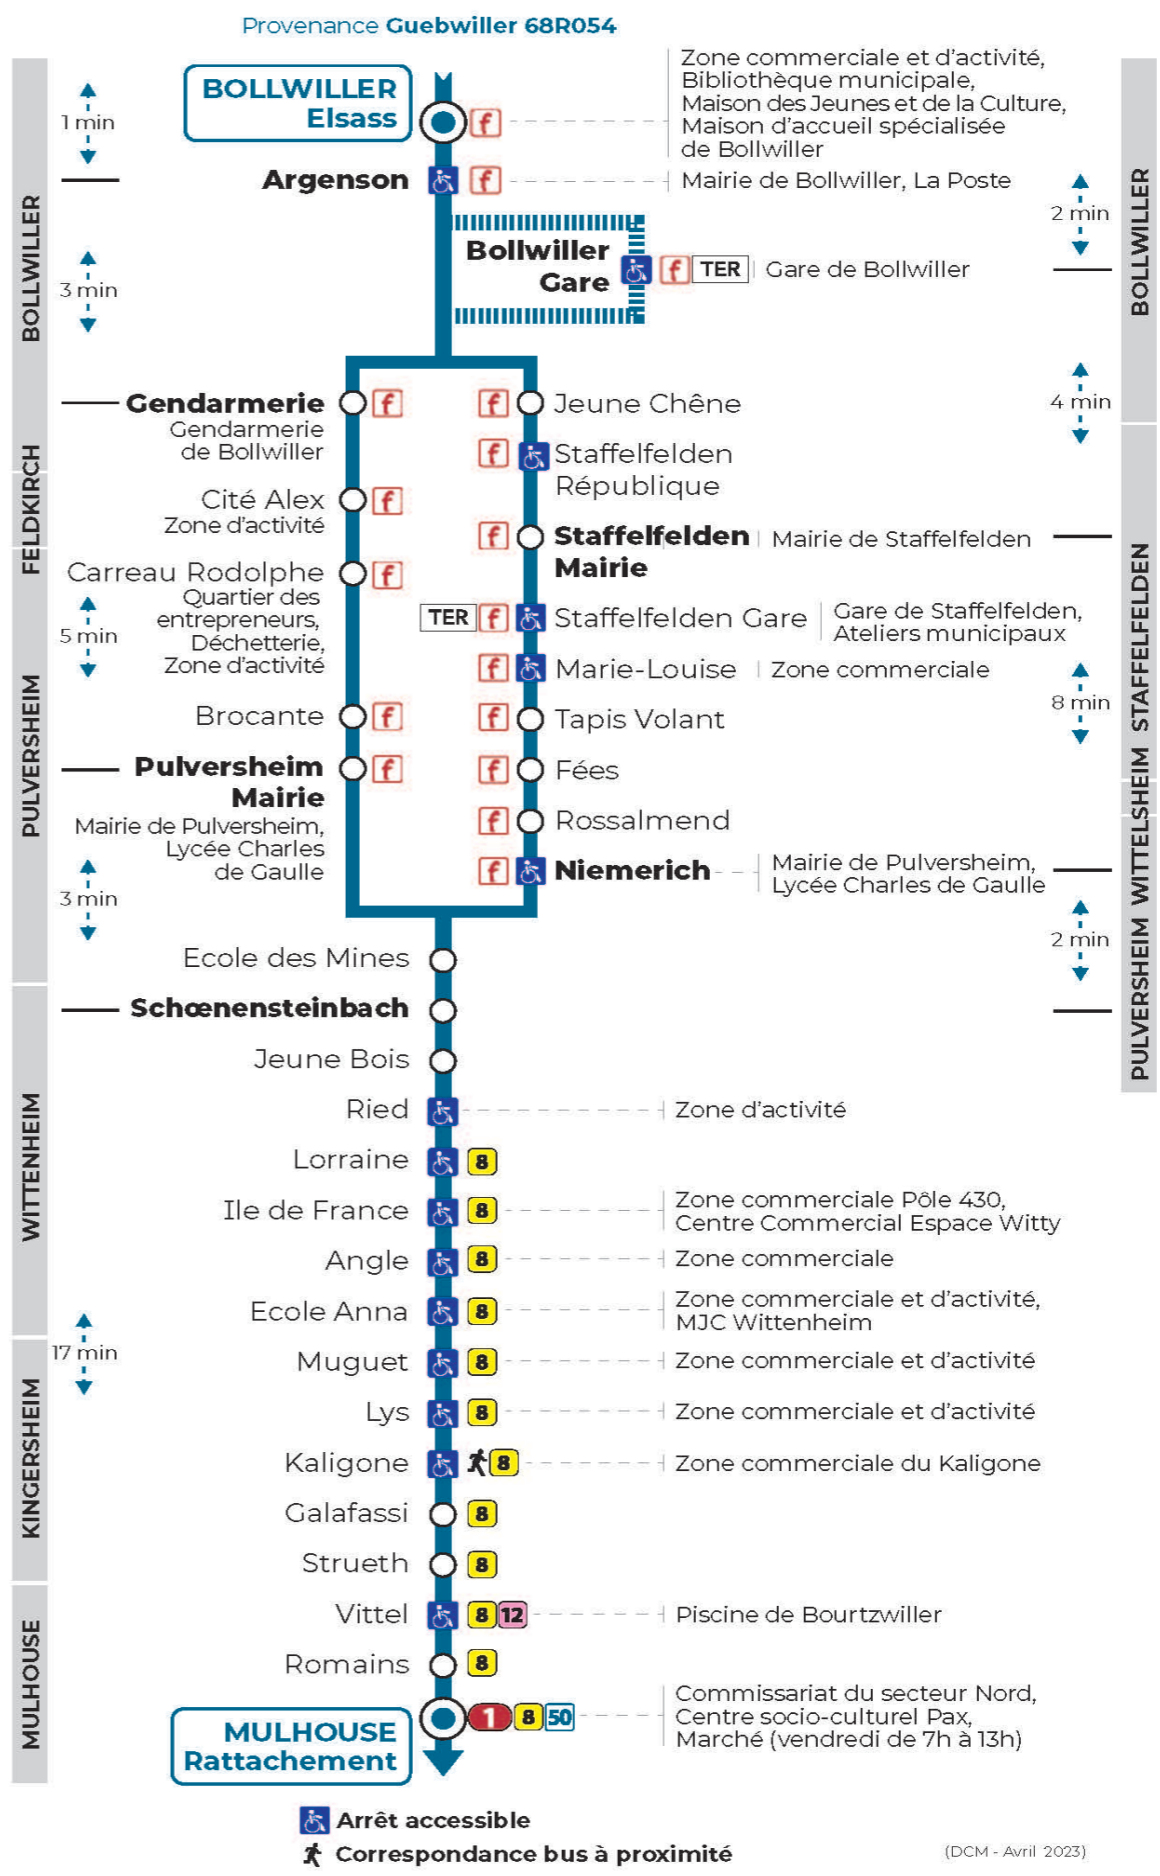 Provenance Guebwiller 68R054
BOLLWILLER
Elsass
f
Zone commerciale et d'activité,
Bibliothèque municipale,
Maison des Jeunes et de la Culture,
Maison d'accueil spécialisée
de Bollwiller
1 min
Argenson
f
Mairie de Bollwiller, La Poste
2 min
BOLLWILLER
BOLLWILLER
Bollwiller
Gare
f
TER
Gare de Bollwiller
3 min
Gendarmerie
f
Gendarmerie
de Bollwiller
f
Jeune Chêne
4 min
f
Staffelfelden
République
FELDKIRCH
Cité Alex
f
Zone d'activité
f
Staffelfelden
Mairie
Mairie de Staffelfelden
Carreau Rodolphe
f
Quartier des
entrepreneurs,
Déchetterie,
Zone d'activité
5 min
TER
f
Staffelfelden Gare
Gare de Staffelfelden,
Ateliers municipaux
STAFFELFELDEN
f
Marie-Louise
Zone commerciale
8 min
PULVERSHEIM
Brocante
f
f
Tapis Volant
Pulversheim
Mairie
f
Mairie de Pulversheim,
Lycée Charles
de Gaulle
f
Fées
f
Rossalmend
WITTELSHEIM
f
Niemerich
Mairie de Pulversheim,
Lycée Charles de Gaulle
3 min
2 min
PULVERSHEIM
Ecole des Mines
Schœnensteinbach
Jeune Bois
Ried
Zone d'activité
WITTENHEIM
Lorraine
8
Ile de France
8
Zone commerciale Pôle 430,
Centre Commercial Espace Witty
Angle
8
Zone commerciale
Ecole Anna
8
Zone commerciale et d'activité,
MJC Wittenheim
17 min
Muguet
8
Zone commerciale et d'activité
Lys
8
Zone commerciale et d'activité
KINGERSHEIM
Kaligone
8
Zone commerciale du Kaligone
Galafassi
8
Strueth
8
MULHOUSE
Vittel
8 12
Piscine de Bourtzwiller
Romains
8
MULHOUSE
Rattachement
1 8 50
Commissariat du secteur Nord,
Centre socio-culturel Pax,
Marché (vendredi de 7h à 13h)
Arrêt accessible
Correspondance bus à proximité
(DCM - Avril 2023)